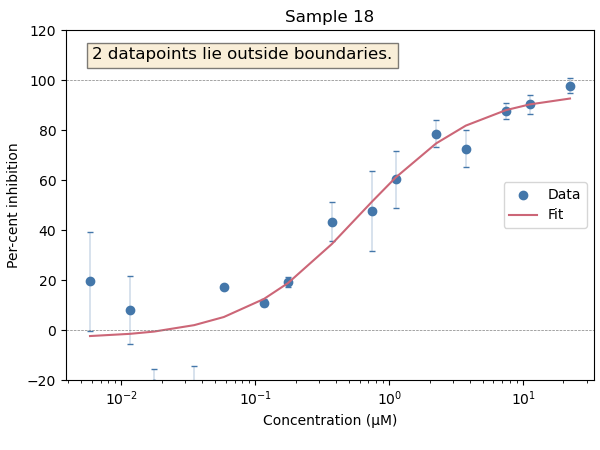 Sample 18
2 datapoints lie outside boundaries.
Per-cent inhibition
120
100
80
60
40
20
0
−20
Data
Fit
10⁻² 10⁻¹ 10⁰ 10¹
Concentration (μM)